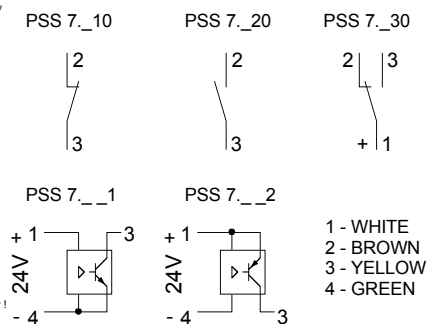 PSS 7._10 PSS 7._20 PSS 7._30
2 2 2 3
3 3 + 1
PSS 7._ _1 PSS 7._ _2
+ 1 3 + 1
24V 24V
- 4 - 4 3
1 - WHITE
2 - BROWN
3 - YELLOW
4 - GREEN